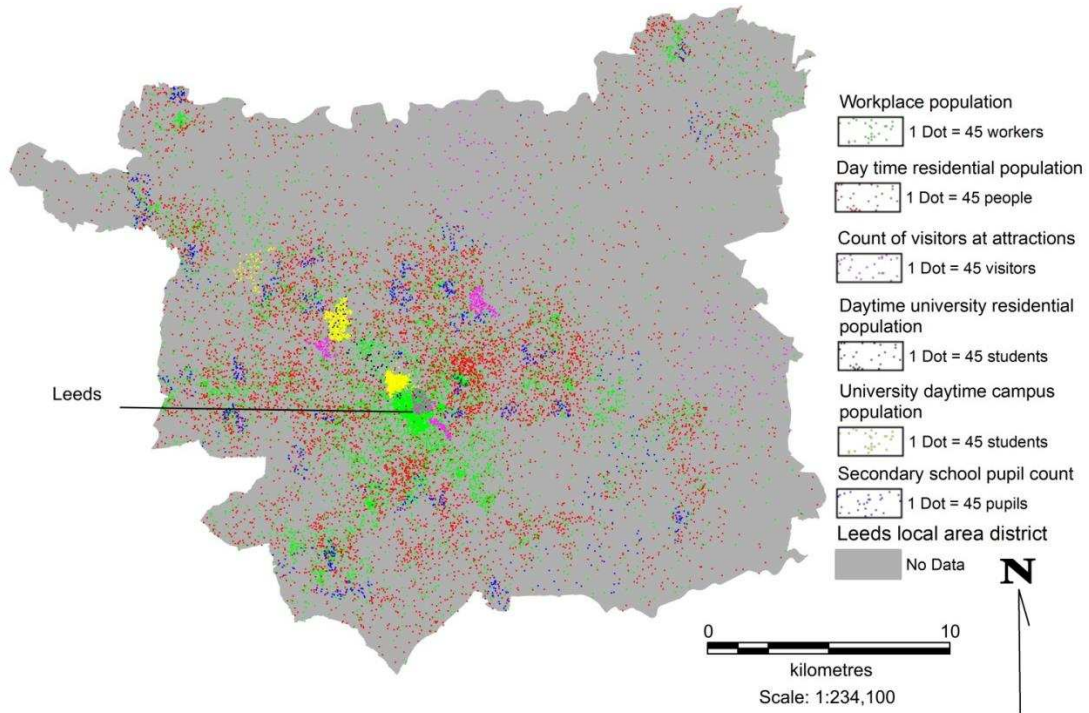 Workplace population
1 Dot = 45 workers
Day time residential population
1 Dot = 45 people
Count of visitors at attractions
1 Dot = 45 visitors
Daytime university residential
population
1 Dot = 45 students
University daytime campus
population
1 Dot = 45 students
Secondary school pupil count
1 Dot = 45 pupils
Leeds local area district
No Data
Leeds
N
0 10
kilometres
Scale: 1:234,100